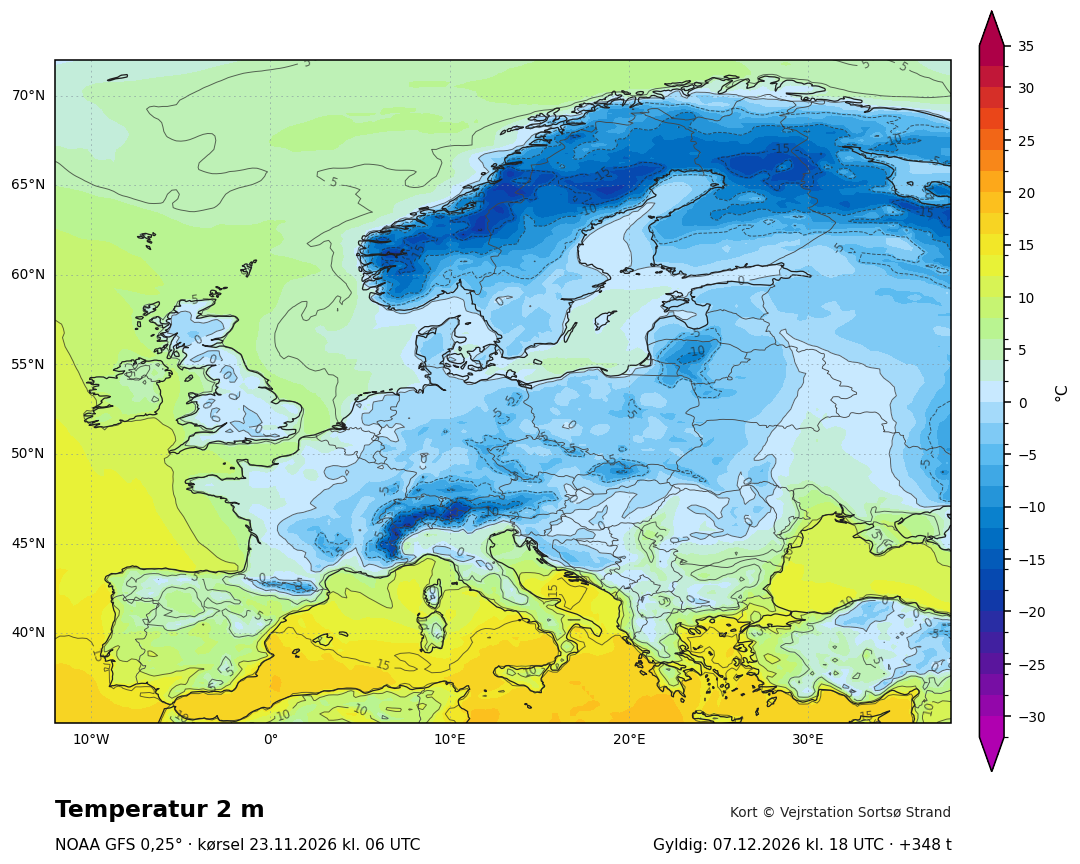 70°N
65°N
60°N
55°N
50°N
45°N
40°N
10°W 0° 10°E 20°E 30°E
35
30
25
20
15
10
5
0
−5
−10
−15
−20
−25
−30
°C
Temperatur 2 m
Kort © Vejrstation Sortsø Strand
NOAA GFS 0,25° · kørsel 23.11.2026 kl. 06 UTC
Gyldig: 07.12.2026 kl. 18 UTC · +348 t